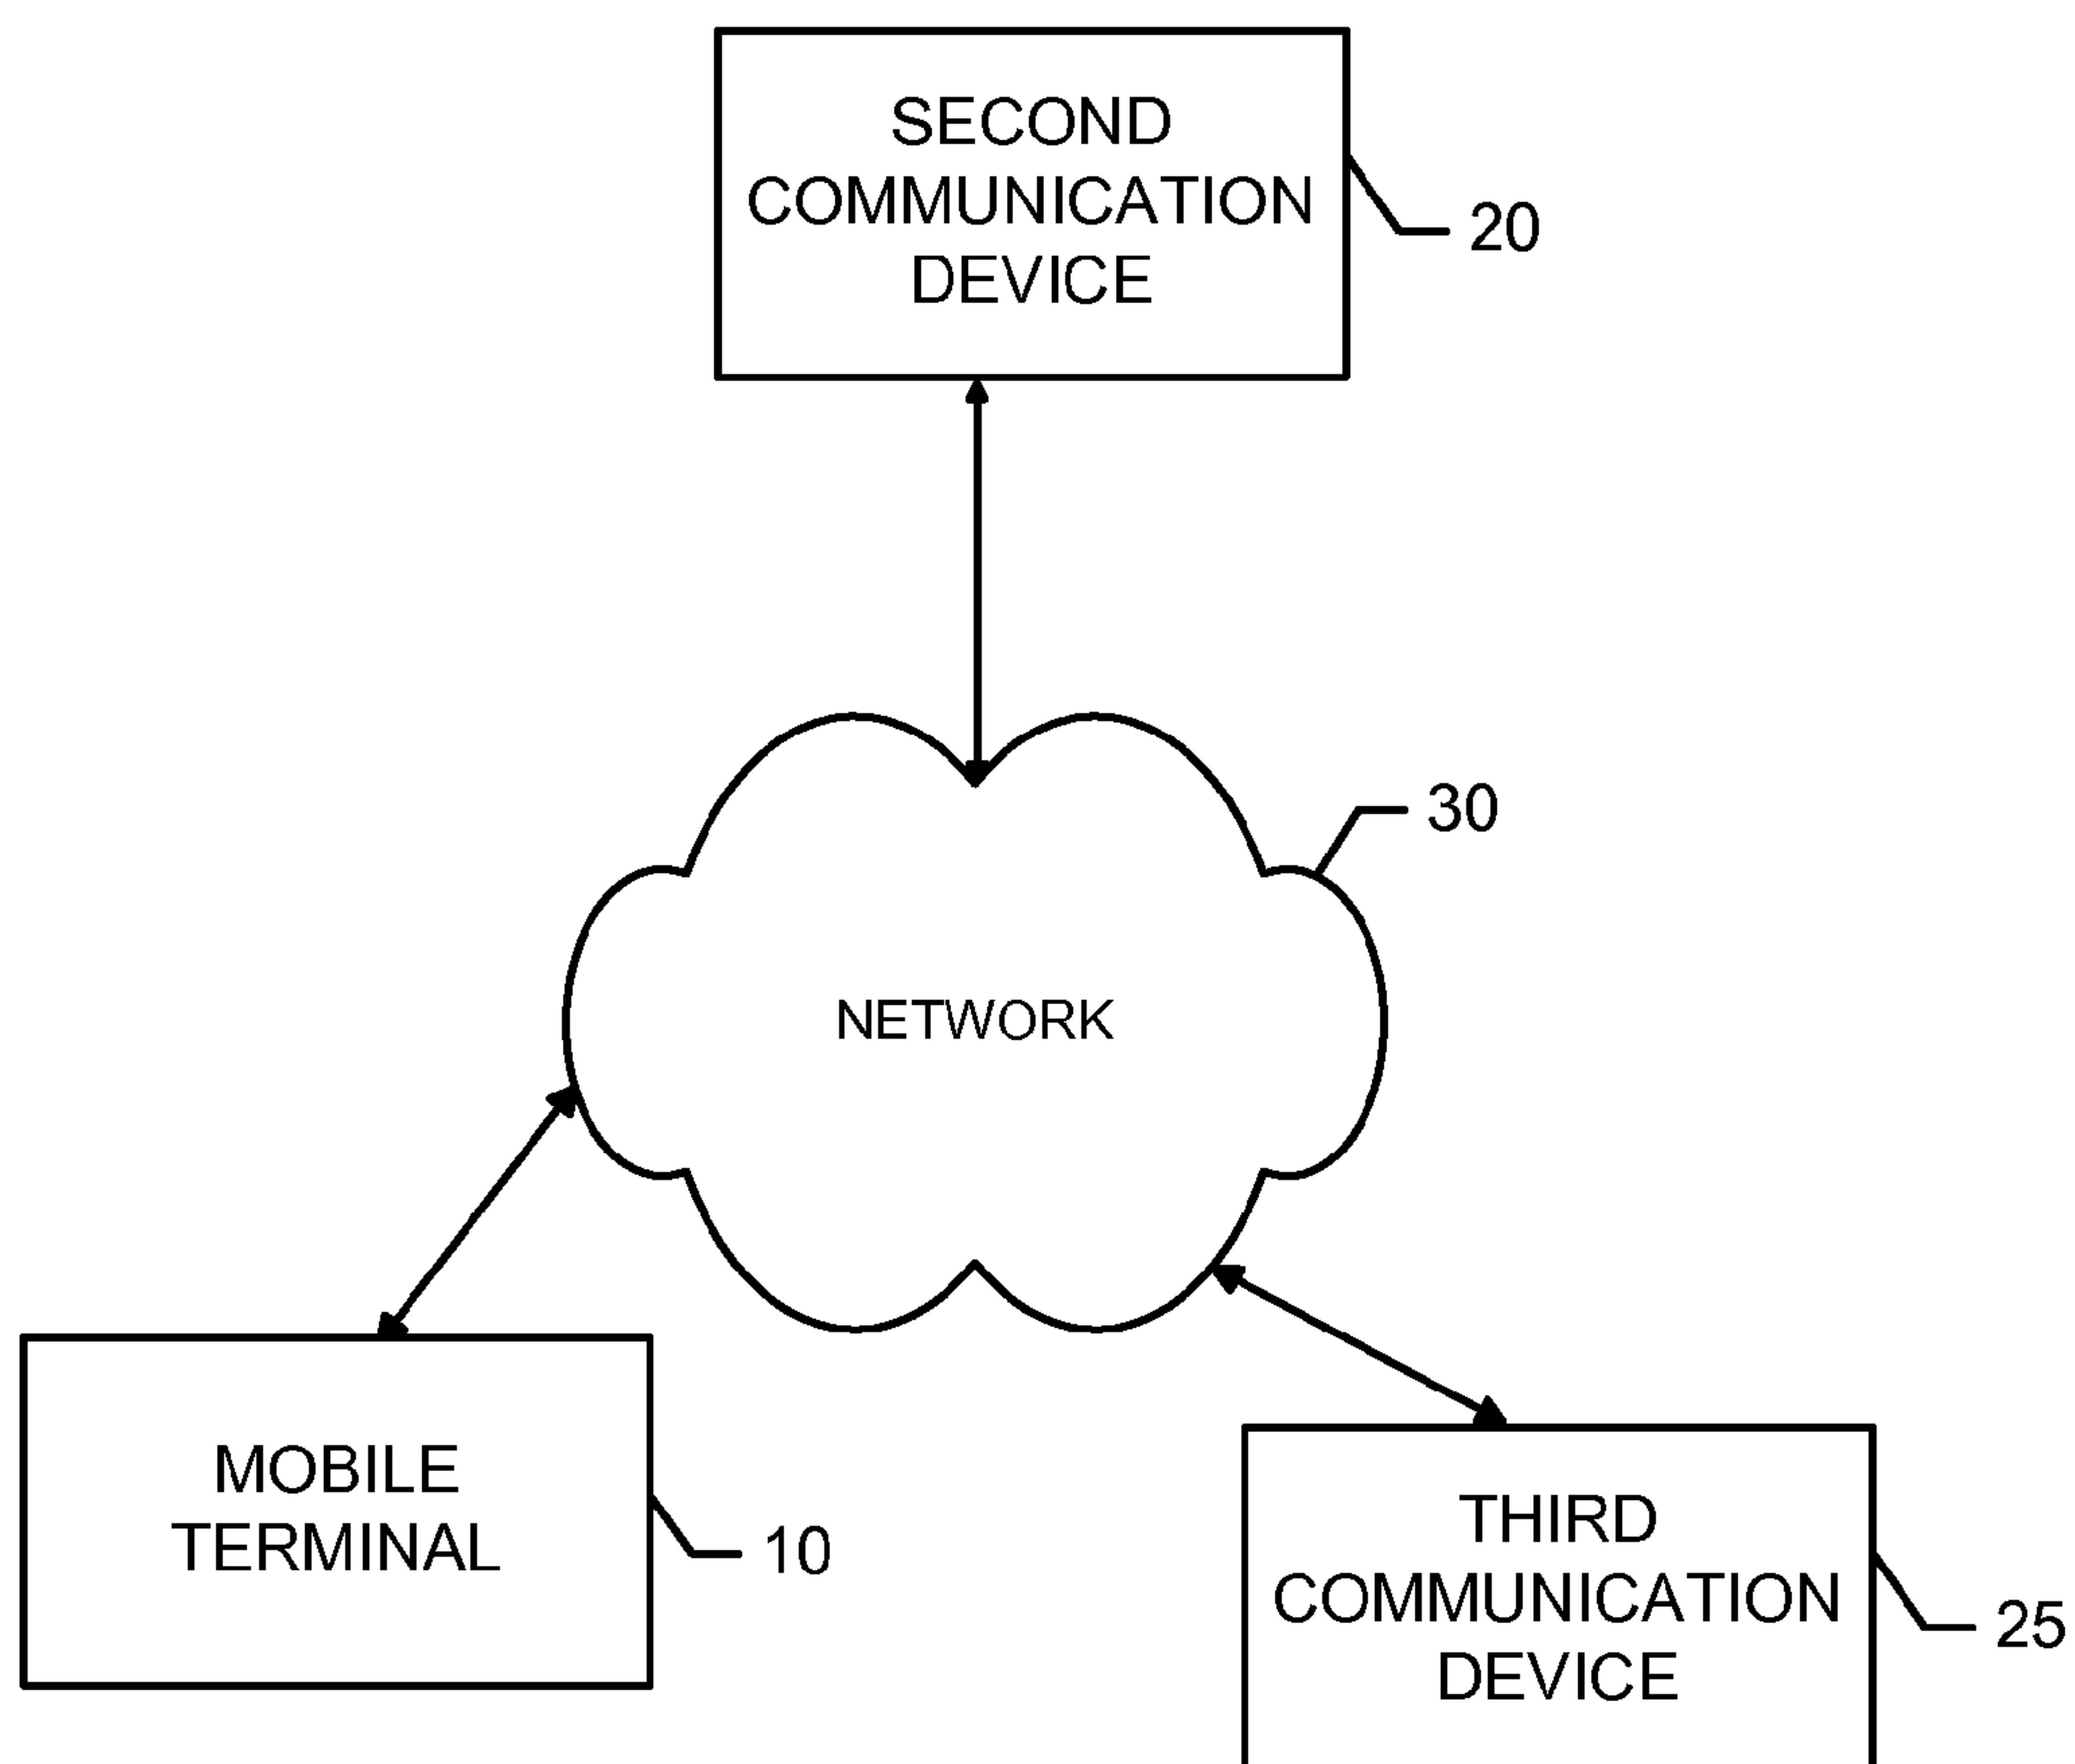 SECOND
COMMUNICATION
DEVICE
20
30
NETWORK
MOBILE
TERMINAL
10
THIRD
COMMUNICATION
DEVICE
25